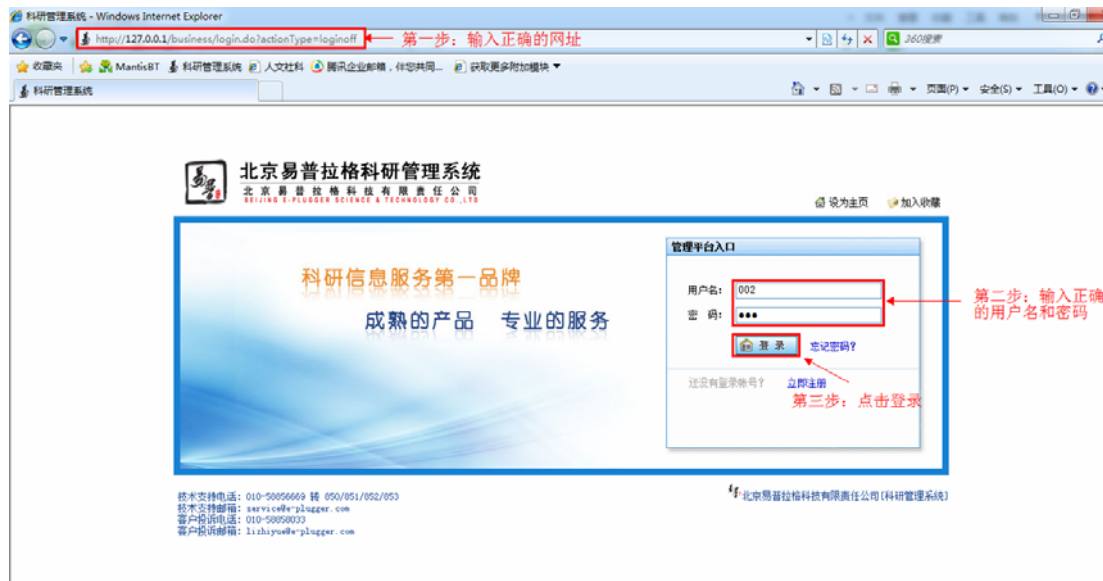 科研管理系统 - Windows Internet Explorer
http://127.0.0.1/business/login.do?actionType=loginoff
第一步：输入正确的网址
360搜索
收藏夹
MantisBT
科研管理系统
人文社科
腾讯企业邮箱，伴您共同...
获取更多附加模块
科研管理系统
页面(P)
安全(S)
工具(O)
易普
北京易普拉格科研管理系统
北京易普拉格科技有限责任公司
BEIJING E-PLUGGER SCIENCE & TECHNOLOGY CO.,LTD
设为主页
加入收藏
管理平台入口
科研信息服务第一品牌
成熟的产品 专业的服务
用户名：
002
密 码：
●●●
第二步：输入正确
的用户名和密码
登 录
忘记密码?
还没有登录帐号?
立即注册
第三步：点击登录
技术支持电话：010-50856669 转 850/851/852/853
技术支持邮箱：service@e-plugger.com
客户投诉电话：010-58858033
客户投诉邮箱：lizhiyue@e-plugger.com
北京易普拉格科技有限责任公司[科研管理系统]